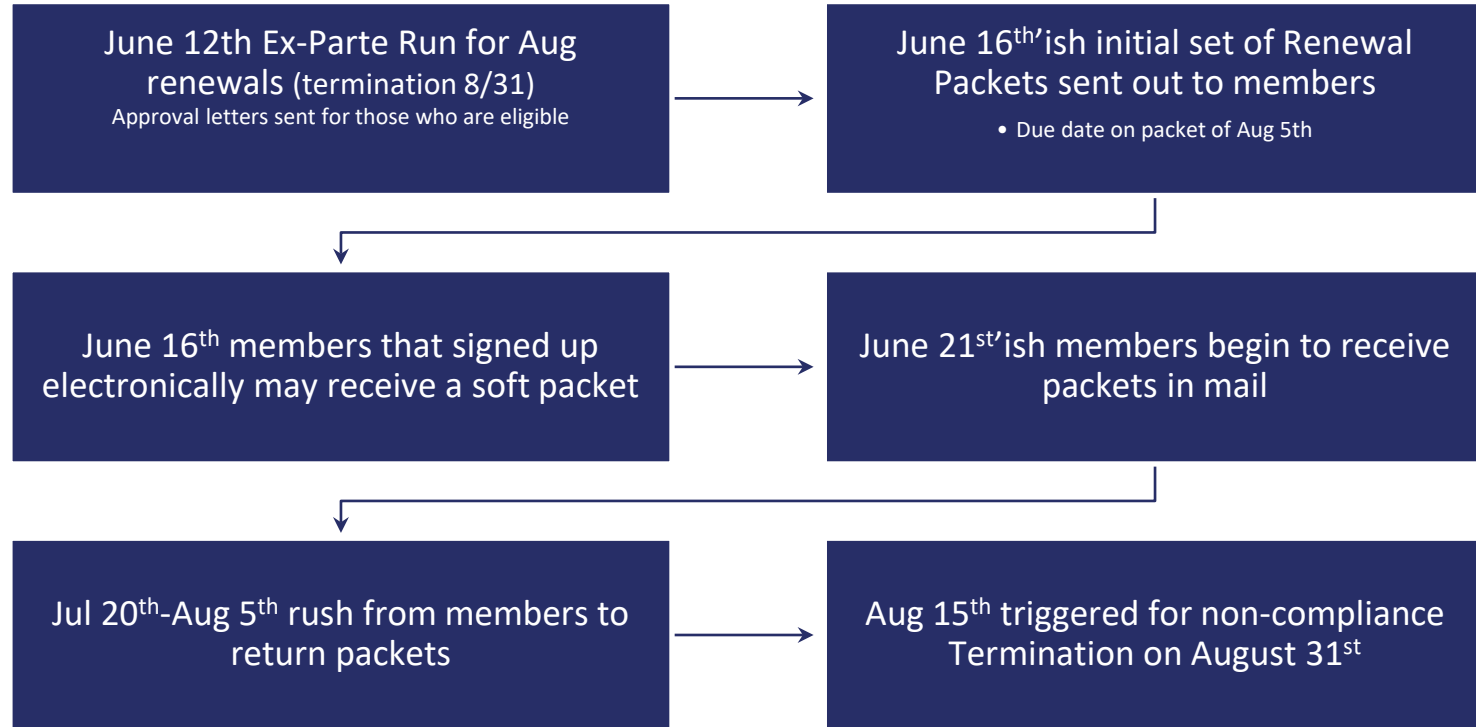 June 12th Ex-Parte Run for Aug
renewals (termination 8/31)
Approval letters sent for those who are eligible
June 16th’ish initial set of Renewal
Packets sent out to members
• Due date on packet of Aug 5th
June 16th members that signed up
electronically may receive a soft packet
June 21st’ish members begin to receive
packets in mail
Jul 20th-Aug 5th rush from members to
return packets
Aug 15th triggered for non-compliance
Termination on August 31st